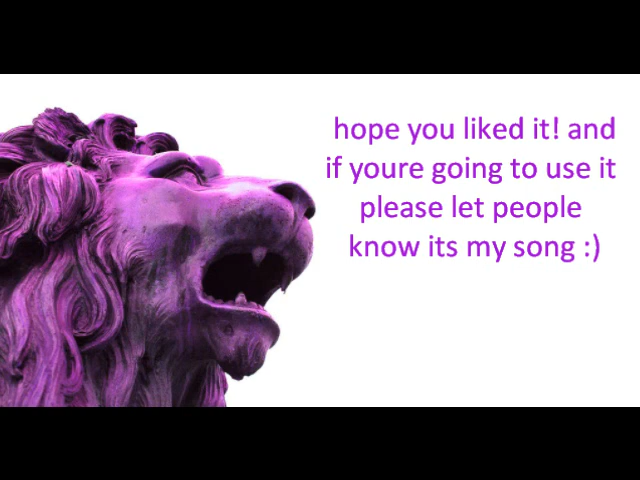 hope you liked it! and
if youre going to use it
please let people
know its my song :)